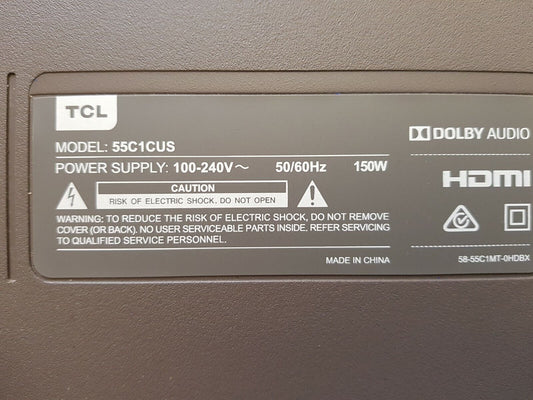 TCL
MODEL: 55C1CUS
POWER SUPPLY: 100-240V～ 50/60Hz 150W
CAUTION
RISK OF ELECTRIC SHOCK, DO NOT OPEN
WARNING: TO REDUCE THE RISK OF ELECTRIC SHOCK, DO NOT REMOVE
COVER (OR BACK). NO USER SERVICEABLE PARTS INSIDE. REFER SERVICING
TO QUALIFIED SERVICE PERSONNEL.
MADE IN CHINA
DOLBY AUDIO
HDMI
58-55C1MT-0HDBX